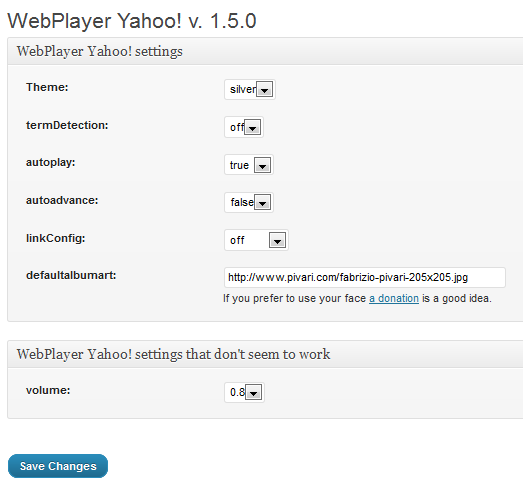 WebPlayer Yahoo! v. 1.5.0
WebPlayer Yahoo! settings
Theme: silver
termDetection: off
autoplay: true
autoadvance: false
linkConfig: off
defaultalbumart: http://www.pivari.com/fabrizio-pivari-205x205.jpg
If you prefer to use your face a donation is a good idea.
WebPlayer Yahoo! settings that don't seem to work
volume: 0.8
Save Changes